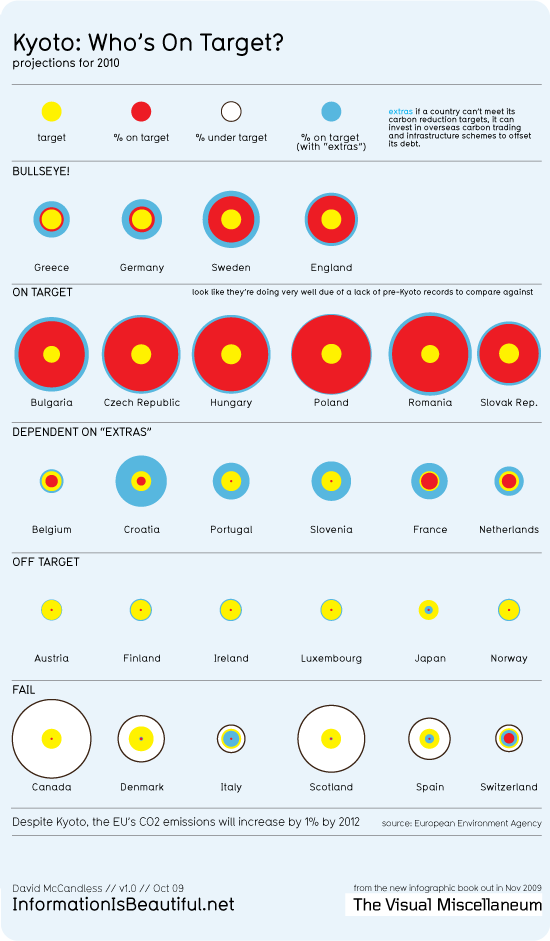 Kyoto: Who's On Target?
projections for 2010
target
% on target
% under target
% on target
(with "extras")
extras if a country can't meet its
carbon reduction targets, it can
invest in overseas carbon trading
and infrastructure schemes to offset
its debt.
BULLSEYE!
Greece
Germany
Sweden
England
ON TARGET
look like they're doing very well due of a lack of pre-Kyoto records to compare against
Bulgaria
Czech Republic
Hungary
Poland
Romania
Slovak Rep.
DEPENDENT ON "EXTRAS"
Belgium
Croatia
Portugal
Slovenia
France
Netherlands
OFF TARGET
Austria
Finland
Ireland
Luxembourg
Japan
Norway
FAIL
Canada
Denmark
Italy
Scotland
Spain
Switzerland
Despite Kyoto, the EU's CO2 emissions will increase by 1% by 2012
source: European Environment Agency
David McCandless // v1.0 // Oct 09
InformationIsBeautiful.net
from the new infographic book out in Nov 2009
The Visual Miscellaneum